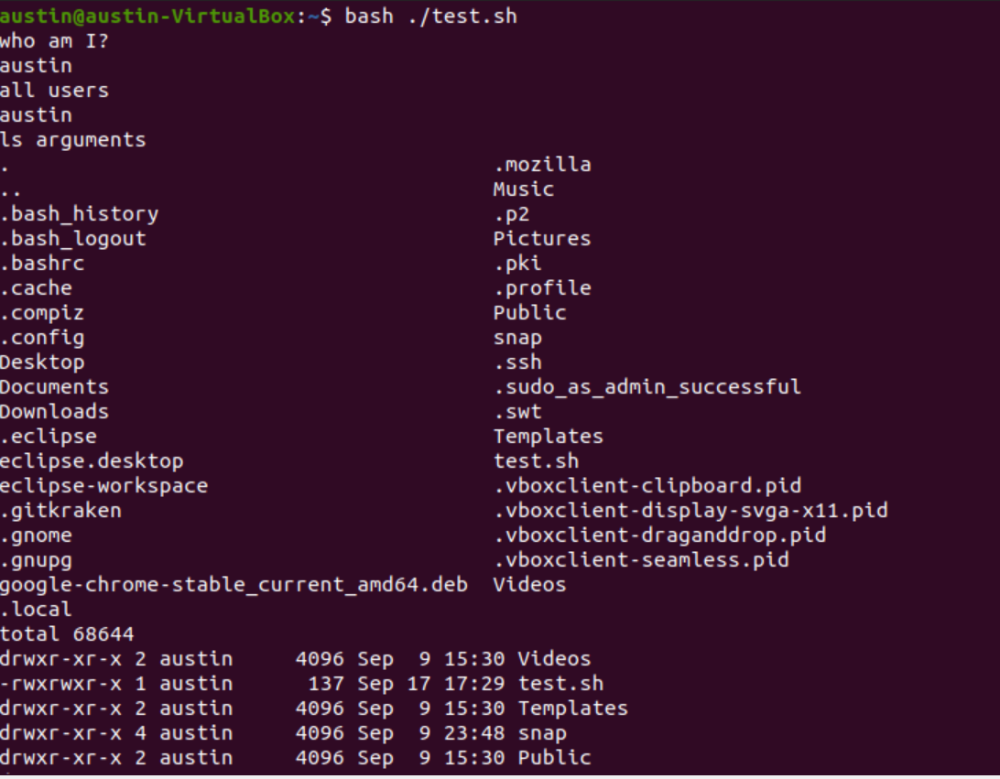 austin@austin-VirtualBox:~$ bash ./test.sh
who am I?
austin
all users
austin
ls arguments
.                                       .mozilla
..                                      Music
.bash_history                           .p2
.bash_logout                            Pictures
.bashrc                                 .pki
.cache                                  .profile
.compiz                                 Public
.config                                 snap
Desktop                                 .ssh
Documents                               .sudo_as_admin_successful
Downloads                               .swt
.eclipse                                Templates
eclipse.desktop                         test.sh
eclipse-workspace                       .vboxclient-clipboard.pid
.gitkraken                              .vboxclient-display-svga-x11.pid
.gnome                                  .vboxclient-draganddrop.pid
.gnupg                                  .vboxclient-seamless.pid
google-chrome-stable_current_amd64.deb  Videos
.local
total 68644
drwxr-xr-x 2 austin     4096 Sep  9 15:30 Videos
-rwxrwxr-x 1 austin      137 Sep 17 17:29 test.sh
drwxr-xr-x 2 austin     4096 Sep  9 15:30 Templates
drwxr-xr-x 4 austin     4096 Sep  9 23:48 snap
drwxr-xr-x 2 austin     4096 Sep  9 15:30 Public